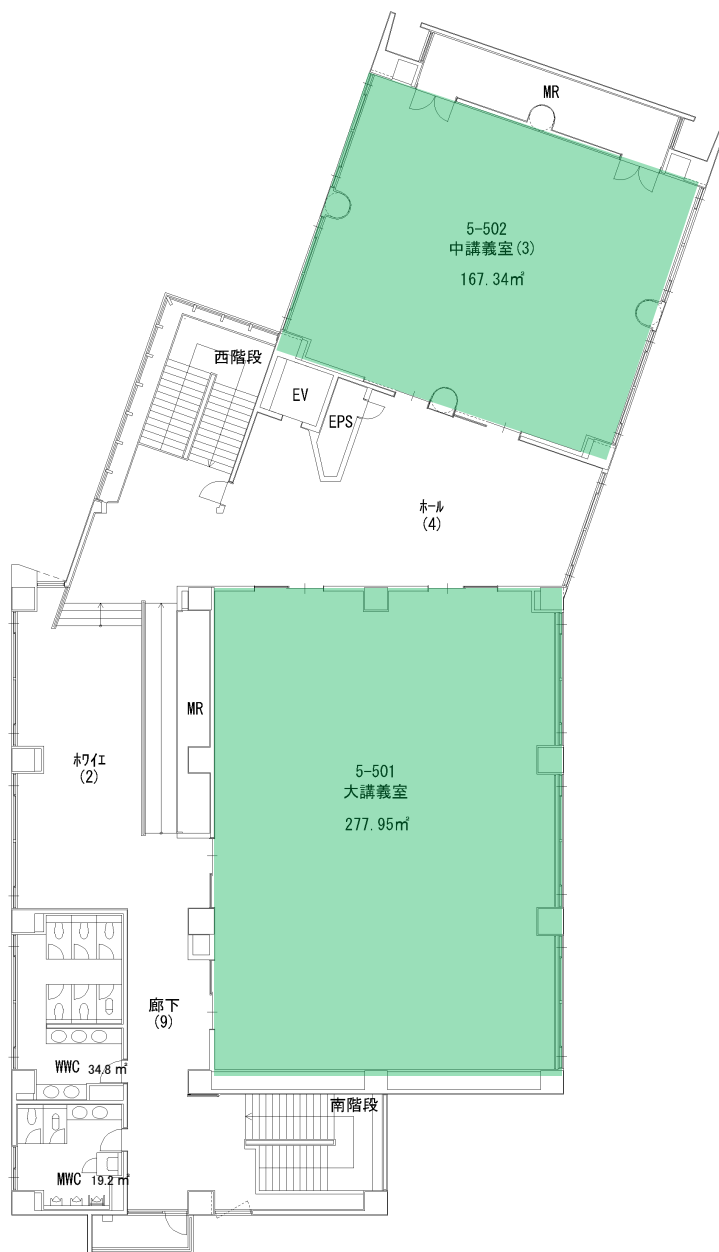 MR
5-502
中講義室(3)
167.34㎡
西階段
EV
EPS
ホール
(4)
MR
ホワイエ
(2)
5-501
大講義室
277.95㎡
廊下
(9)
WWC 34.8 ㎡
南階段
MWC 19.2 ㎡